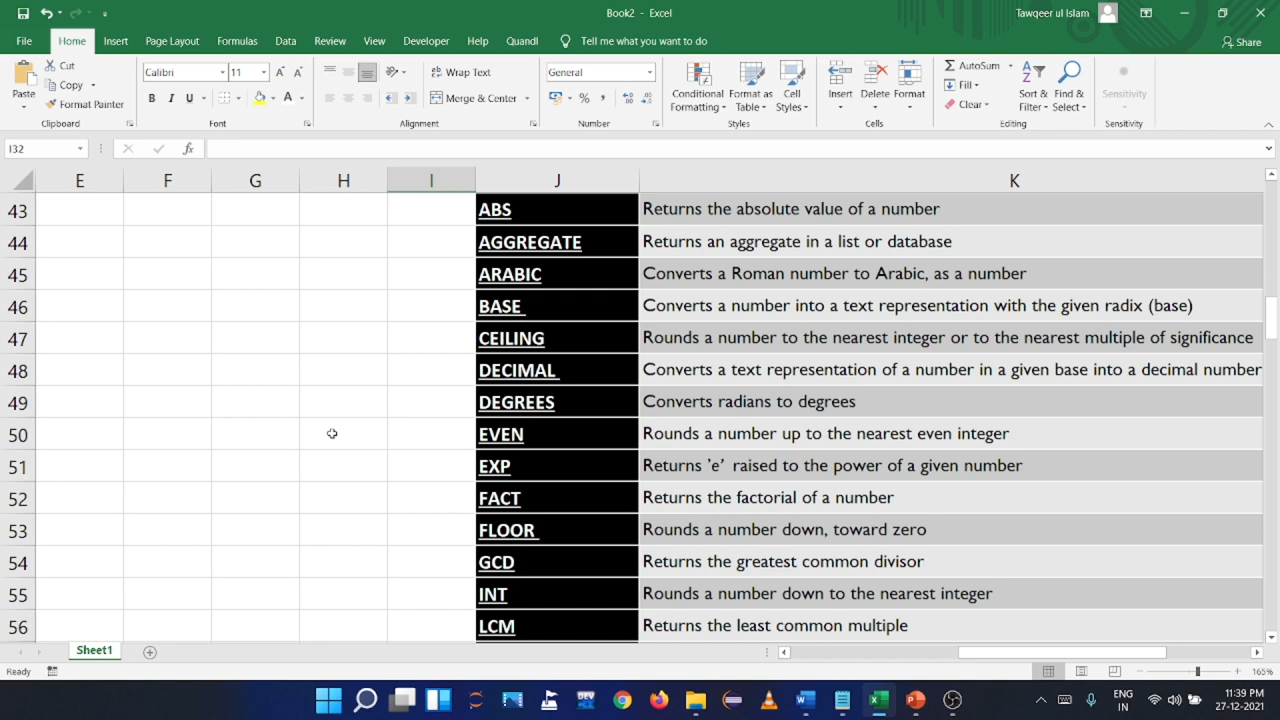 Book2 - Excel
Tawqeer ul Islam
File Home Insert Page Layout Formulas Data Review View Developer Help Quandl Tell me what you want to do Share
Paste
Cut
Copy
Format Painter
Clipboard
Calibri 11
B I U
Font
Wrap Text
Merge & Center
Alignment
General
% ,
Number
Conditional Formatting
Format as Table
Cell Styles
Styles
Insert Delete Format
Cells
AutoSum
Fill
Clear
Sort & Filter
Find & Select
Editing
Sensitivity
Sensitivity
I32 fx
E F G H I J K
43 ABS Returns the absolute value of a number
44 AGGREGATE Returns an aggregate in a list or database
45 ARABIC Converts a Roman number to Arabic, as a number
46 BASE Converts a number into a text representation with the given radix (base)
47 CEILING Rounds a number to the nearest integer or to the nearest multiple of significance
48 DECIMAL Converts a text representation of a number in a given base into a decimal number
49 DEGREES Converts radians to degrees
50 EVEN Rounds a number up to the nearest even integer
51 EXP Returns 'e' raised to the power of a given number
52 FACT Returns the factorial of a number
53 FLOOR Rounds a number down, toward zero
54 GCD Returns the greatest common divisor
55 INT Rounds a number down to the nearest integer
56 LCM Returns the least common multiple
Sheet1
Ready 165%
DEV
ENG
IN
11:39 PM
27-12-2021